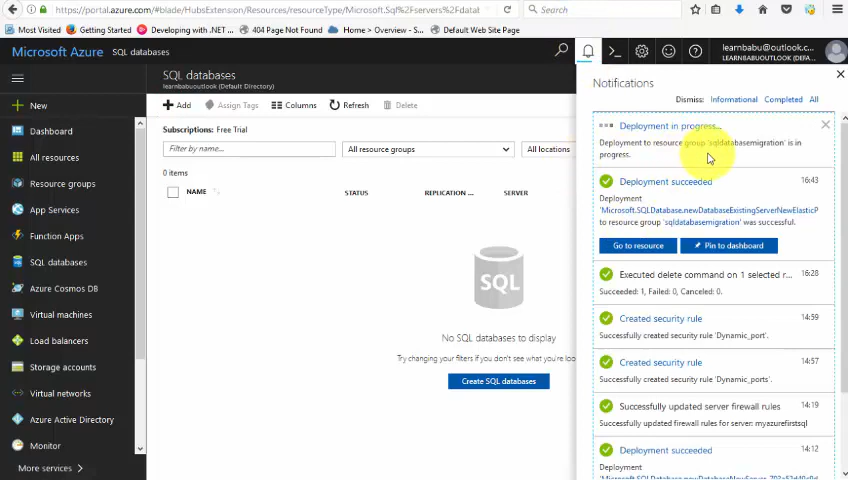 https://portal.azure.com/#blade/HubsExtension/Resources/resourceType/Microsoft.Sql%2Fservers%2Fdatat
Search
Most Visited
Getting Started
Developing with .NET ...
404 Page Not Found
Home > Overview - S...
Default Web Site Page
Microsoft Azure
SQL databases
learnbabu@outlook.c...
LEARNBABUOUTLOOK (DEFA...
New
Dashboard
All resources
Resource groups
App Services
Function Apps
SQL databases
Azure Cosmos DB
Virtual machines
Load balancers
Storage accounts
Virtual networks
Azure Active Directory
Monitor
More services
SQL databases
learnbabuoutlook (Default Directory)
Add
Assign Tags
Columns
Refresh
Delete
Subscriptions: Free Trial
Filter by name...
All resource groups
All locations
0 items
NAME
STATUS
REPLICATION ...
SERVER
SQL
No SQL databases to display
Try changing your filters if you don't see what you're loo
Create SQL databases
Notifications
Dismiss: Informational Completed All
Deployment in progress...
Deployment to resource group 'sqldatabasemigration' is in
progress.
Deployment succeeded 16:43
Deployment
'Microsoft.SQLDatabase.newDatabaseExistingServerNewElasticP
to resource group 'sqldatabasemigration' was successful.
Go to resource
Pin to dashboard
Executed delete command on 1 selected r... 16:28
Succeeded: 1, Failed: 0, Canceled: 0.
Created security rule 14:59
Successfully created security rule 'Dynamic_port'.
Created security rule 14:57
Successfully created security rule 'Dynamic_ports'.
Successfully updated server firewall rules 14:19
Successfully updated firewall rules for server: myazurefirstsql
Deployment succeeded 14:12
Deployment